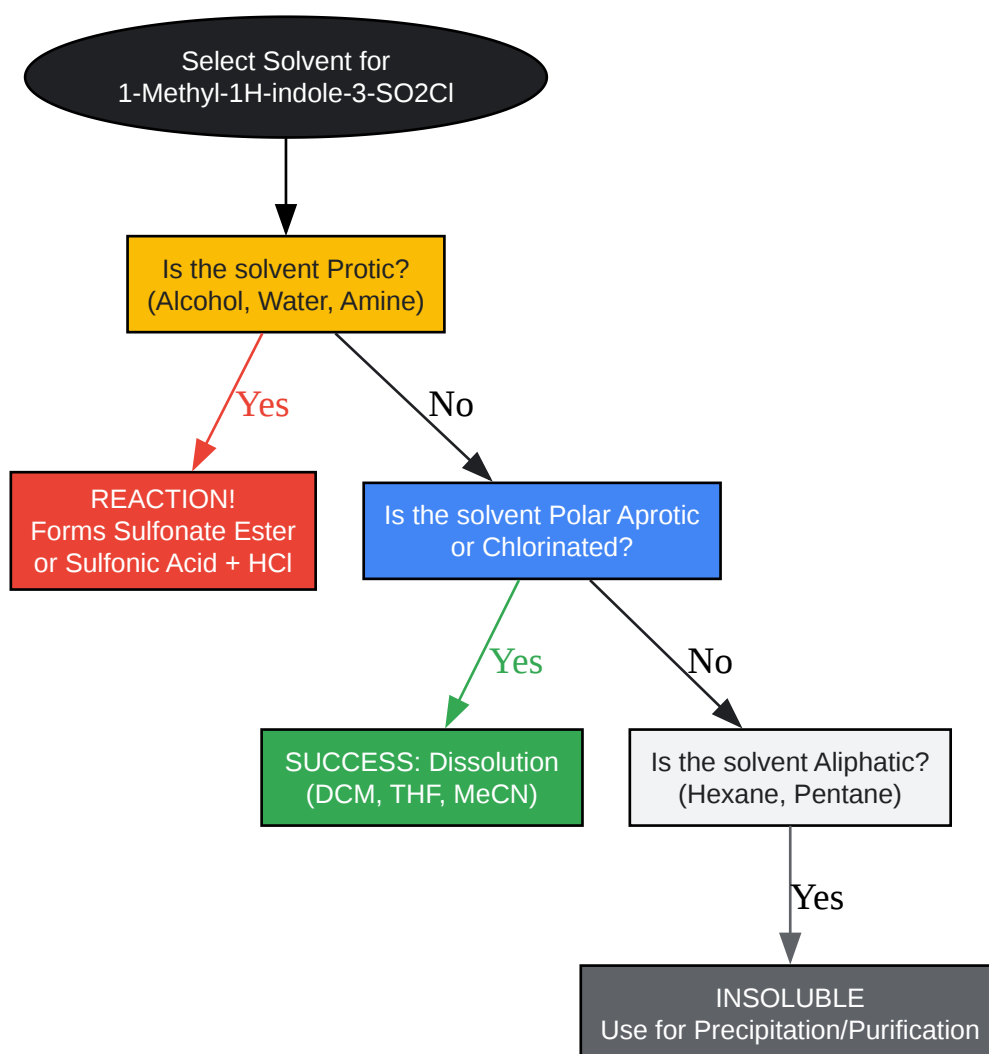 Select Solvent for
1-Methyl-1H-indole-3-SO2Cl
Is the solvent Protic?
(Alcohol, Water, Amine)
Yes
No
REACTION!
Forms Sulfonate Ester
or Sulfonic Acid + HCl
Is the solvent Polar Aprotic
or Chlorinated?
Yes
No
SUCCESS: Dissolution
(DCM, THF, MeCN)
Is the solvent Aliphatic?
(Hexane, Pentane)
Yes
INSOLUBLE
Use for Precipitation/Purification